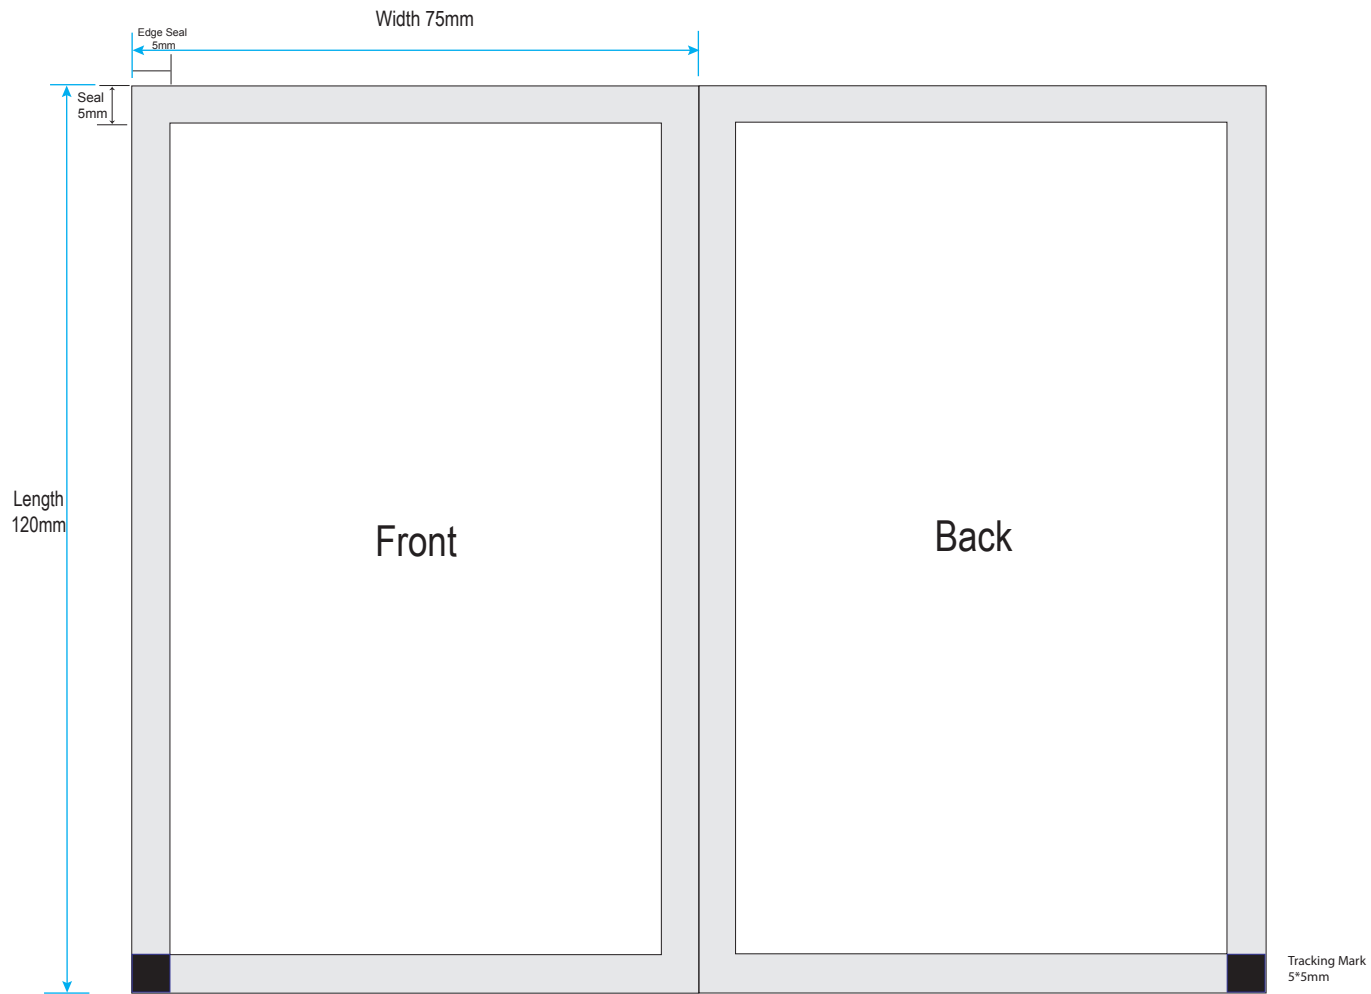 Width 75mm
Edge Seal
5mm
Seal
5mm
Length
120mm
Front
Back
Tracking Mark
5*5mm